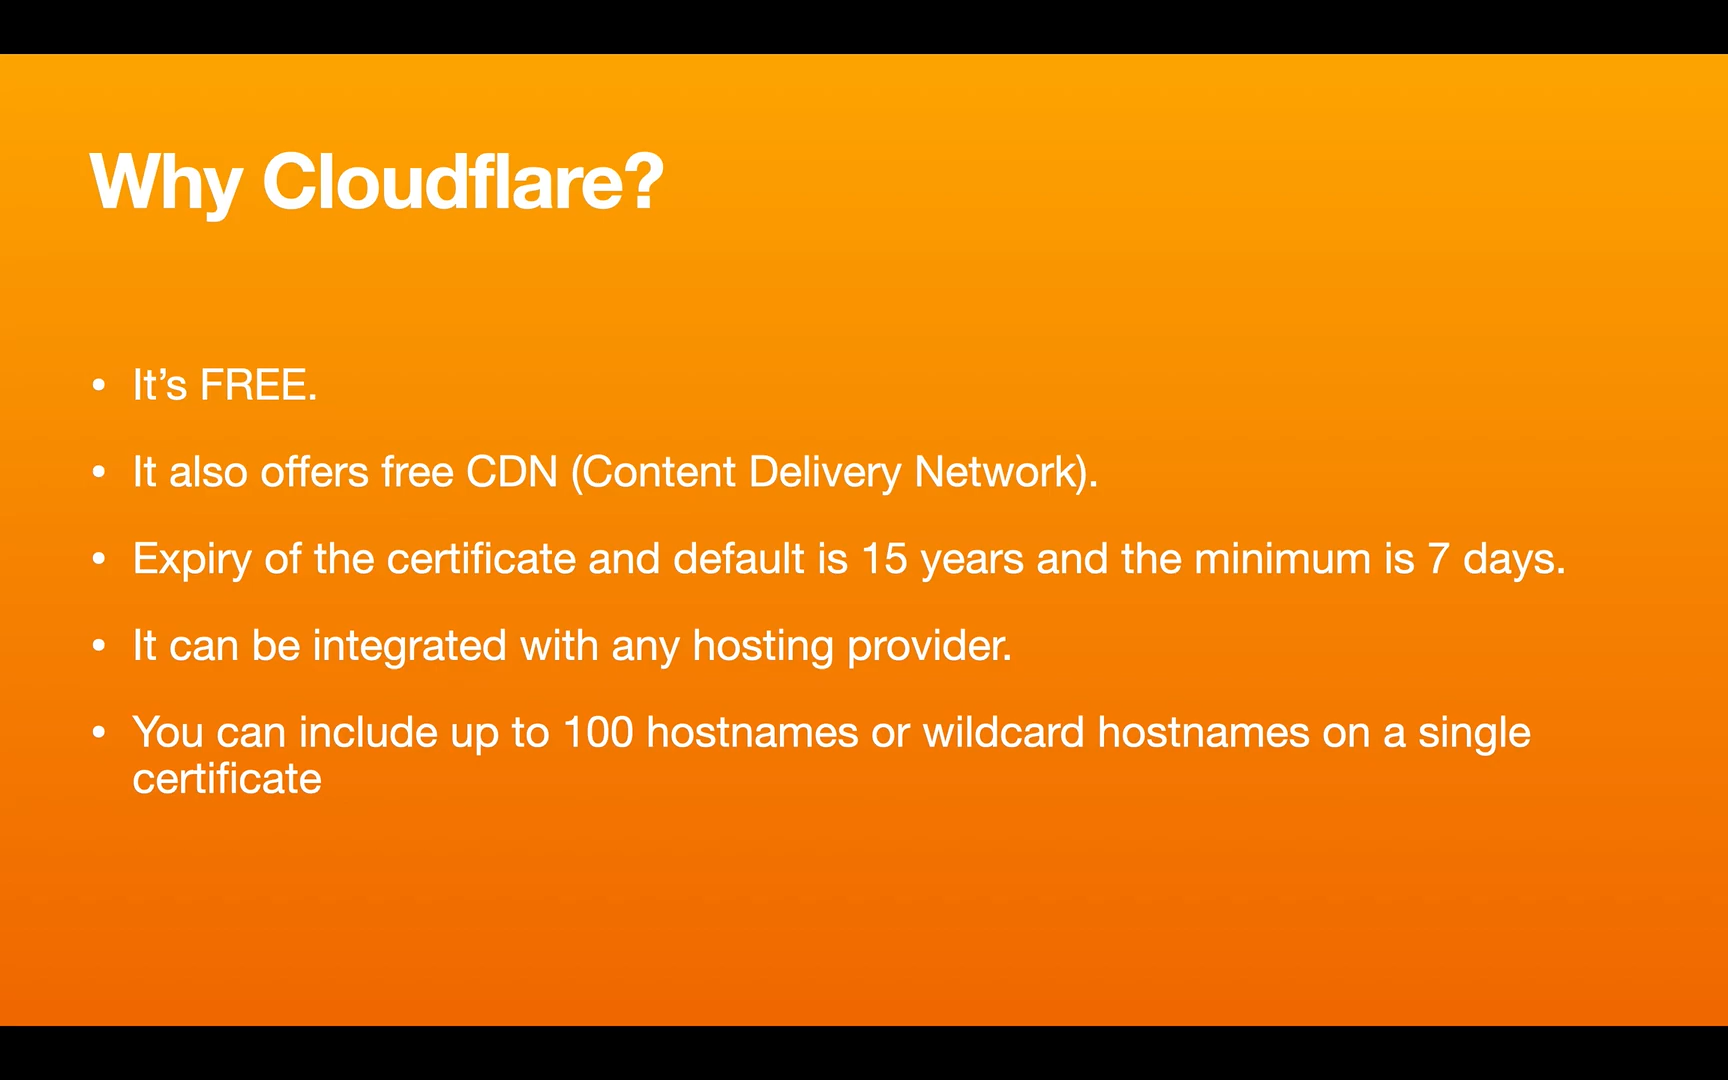 Why Cloudflare?
• It’s FREE.
• It also offers free CDN (Content Delivery Network).
• Expiry of the certificate and default is 15 years and the minimum is 7 days.
• It can be integrated with any hosting provider.
• You can include up to 100 hostnames or wildcard hostnames on a single
certificate